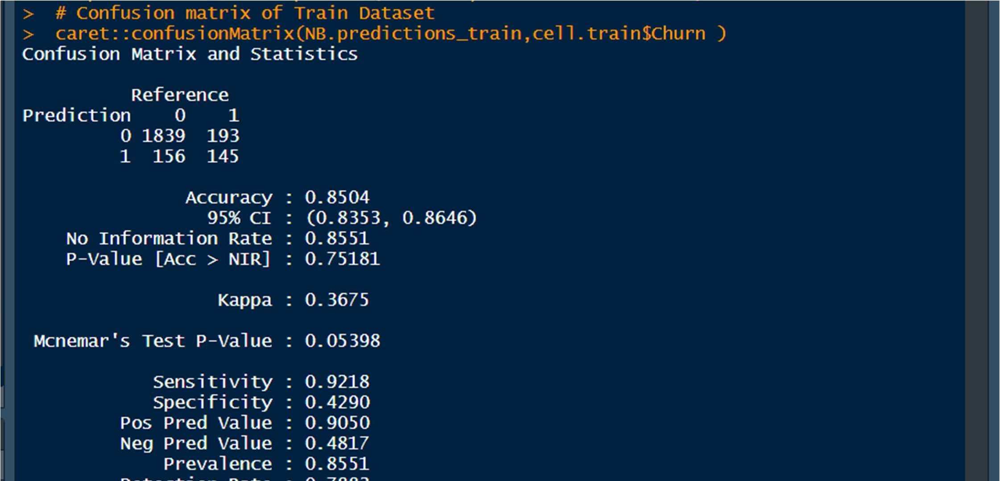 > # Confusion matrix of Train Dataset
> caret::confusionMatrix(NB.predictions_train,cell.train$Churn )
Confusion Matrix and Statistics
Reference
Prediction 0 1
0 1839 193
1 156 145
Accuracy : 0.8504
95% CI : (0.8353, 0.8646)
No Information Rate : 0.8551
P-Value [Acc > NIR] : 0.75181
Kappa : 0.3675
Mcnemar's Test P-Value : 0.05398
Sensitivity : 0.9218
Specificity : 0.4290
Pos Pred Value : 0.9050
Neg Pred Value : 0.4817
Prevalence : 0.8551